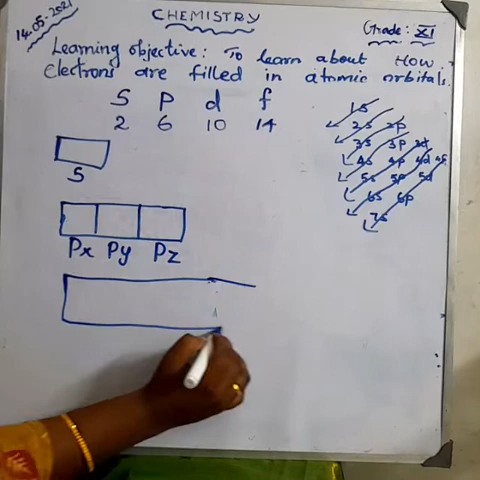 14.05.2021
CHEMISTRY
Grade: XI
Learning objective: To learn about How
electrons are filled in atomic orbitals.
S P d f
2 6 10 14
1s
2s 2p
3s 3p 3d
4s 4p 4d 4f
5s 5p 5d
6s 6p
7s
S
Px Py Pz